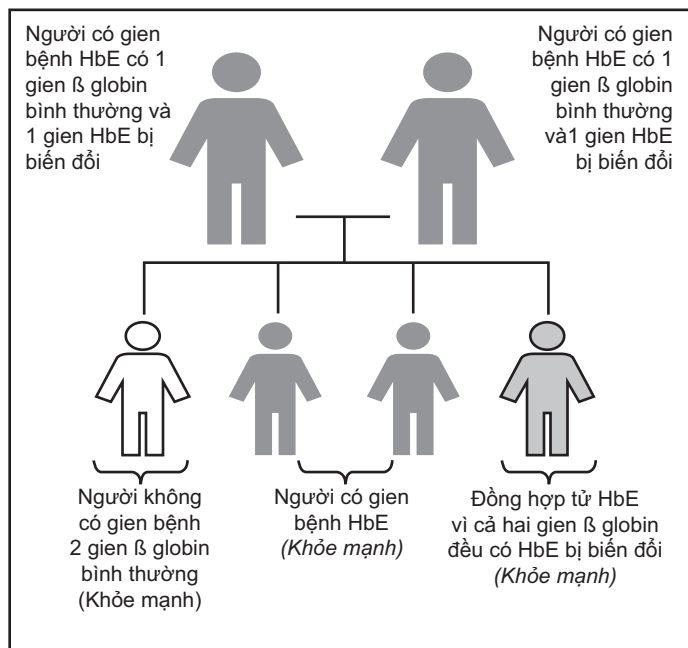 Người có gien
bệnh HbE có 1
gien ß globin
bình thường và
1 gien HbE bị
biến đổi
Người có gien
bệnh HbE có 1
gien ß globin
bình thường
và1 gien HbE
bị biến đổi
Người không
có gien bệnh
2 gien ß globin
bình thường
(Khỏe mạnh)
Người có gien
bệnh HbE
(Khỏe mạnh)
Đồng hợp tử HbE
vì cả hai gien ß globin
đều có HbE bị biến đổi
(Khỏe mạnh)